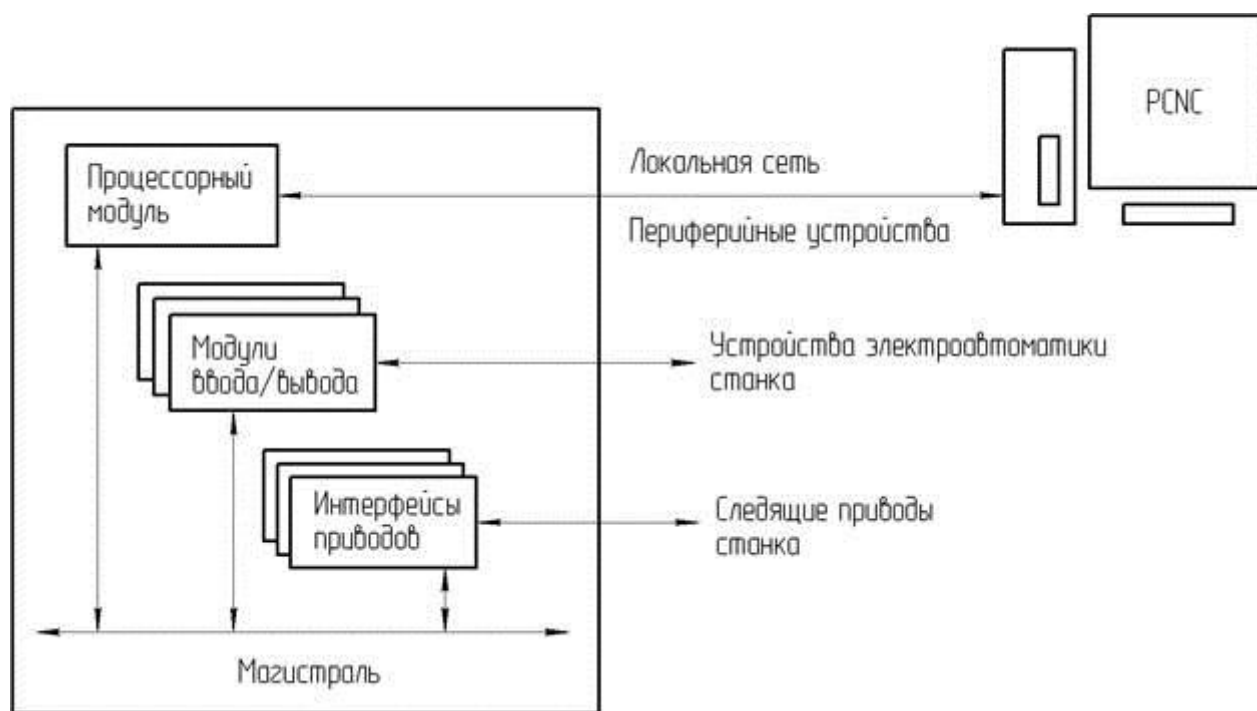 PCNC
Локальная сеть
Процессорный
модуль
Периферийные устройства
Модули
ввода/вывода
Устройства электроавтоматики
станка
Интерфейсы
приводов
Следящие приводы
станка
Магистраль